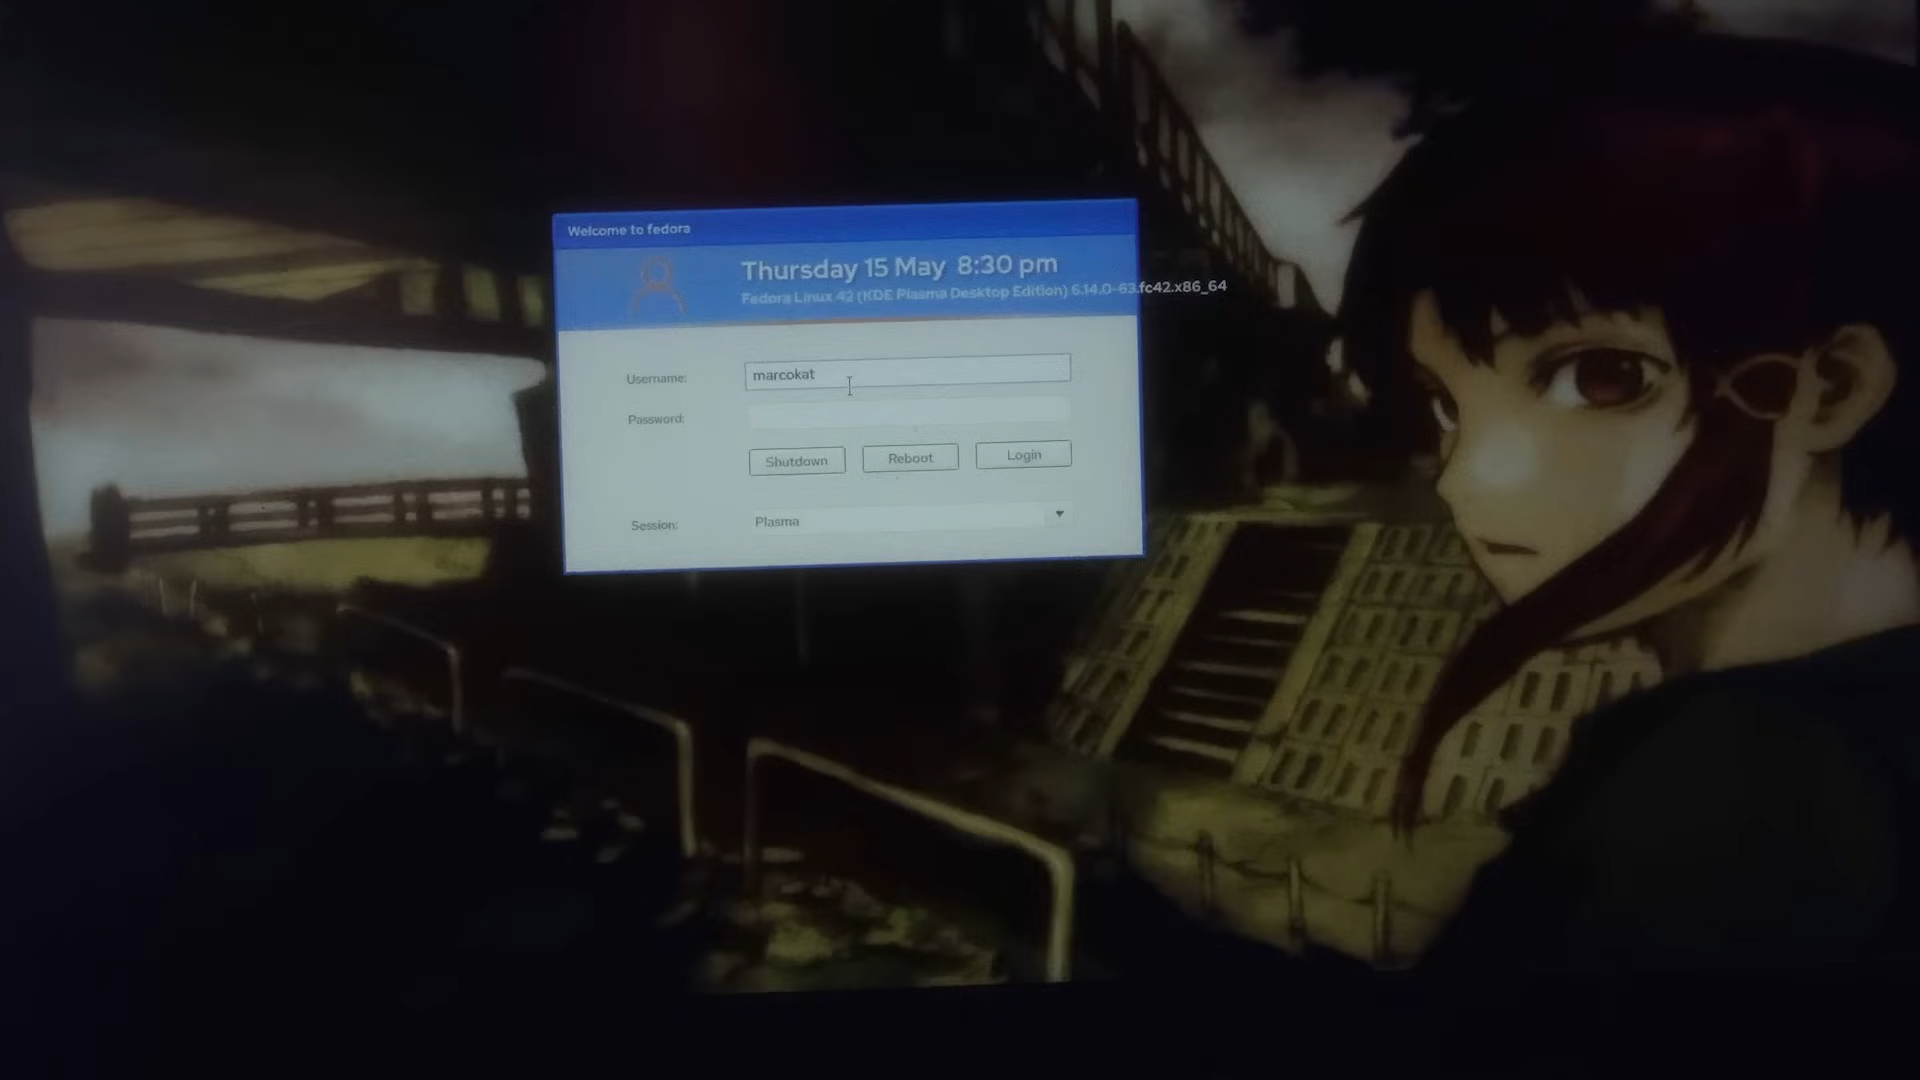 Welcome to fedora
Thursday 15 May 8:30 pm
Fedora Linux 42 (KDE Plasma Desktop Edition) 6.14.0-63.fc42.x86_64
Username: marcokat
Password:
Shutdown Reboot Login
Session: Plasma